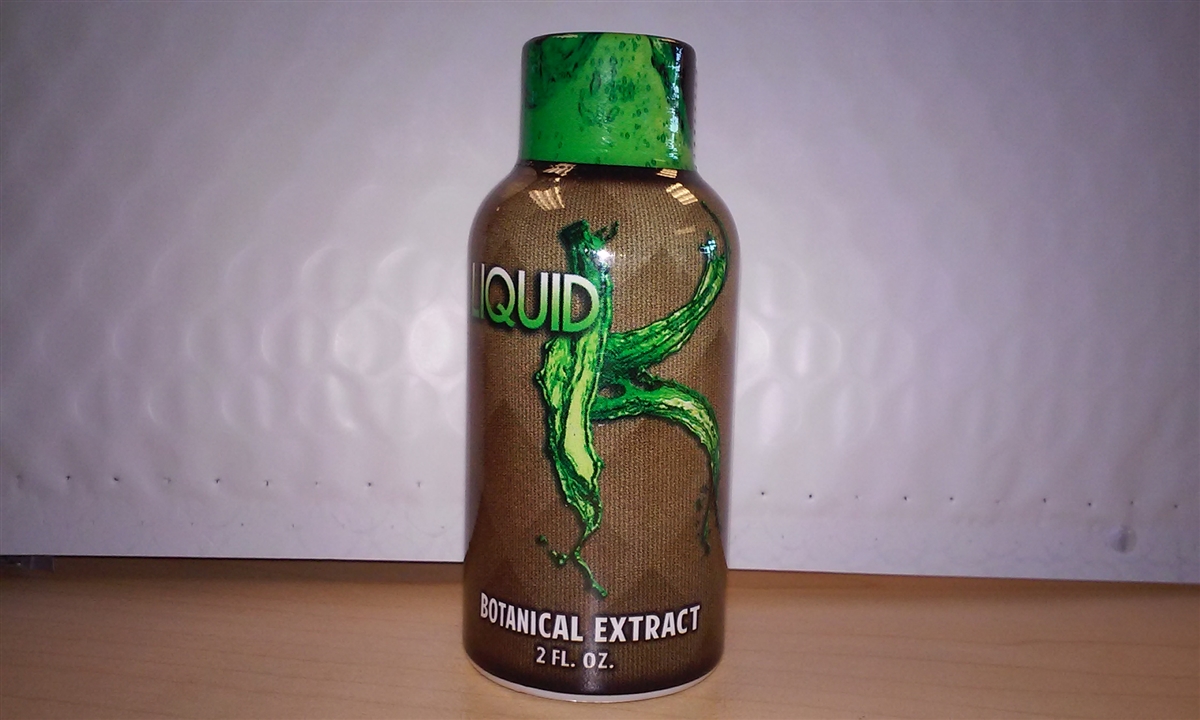 LIQUID
K
BOTANICAL EXTRACT
2 FL. OZ.